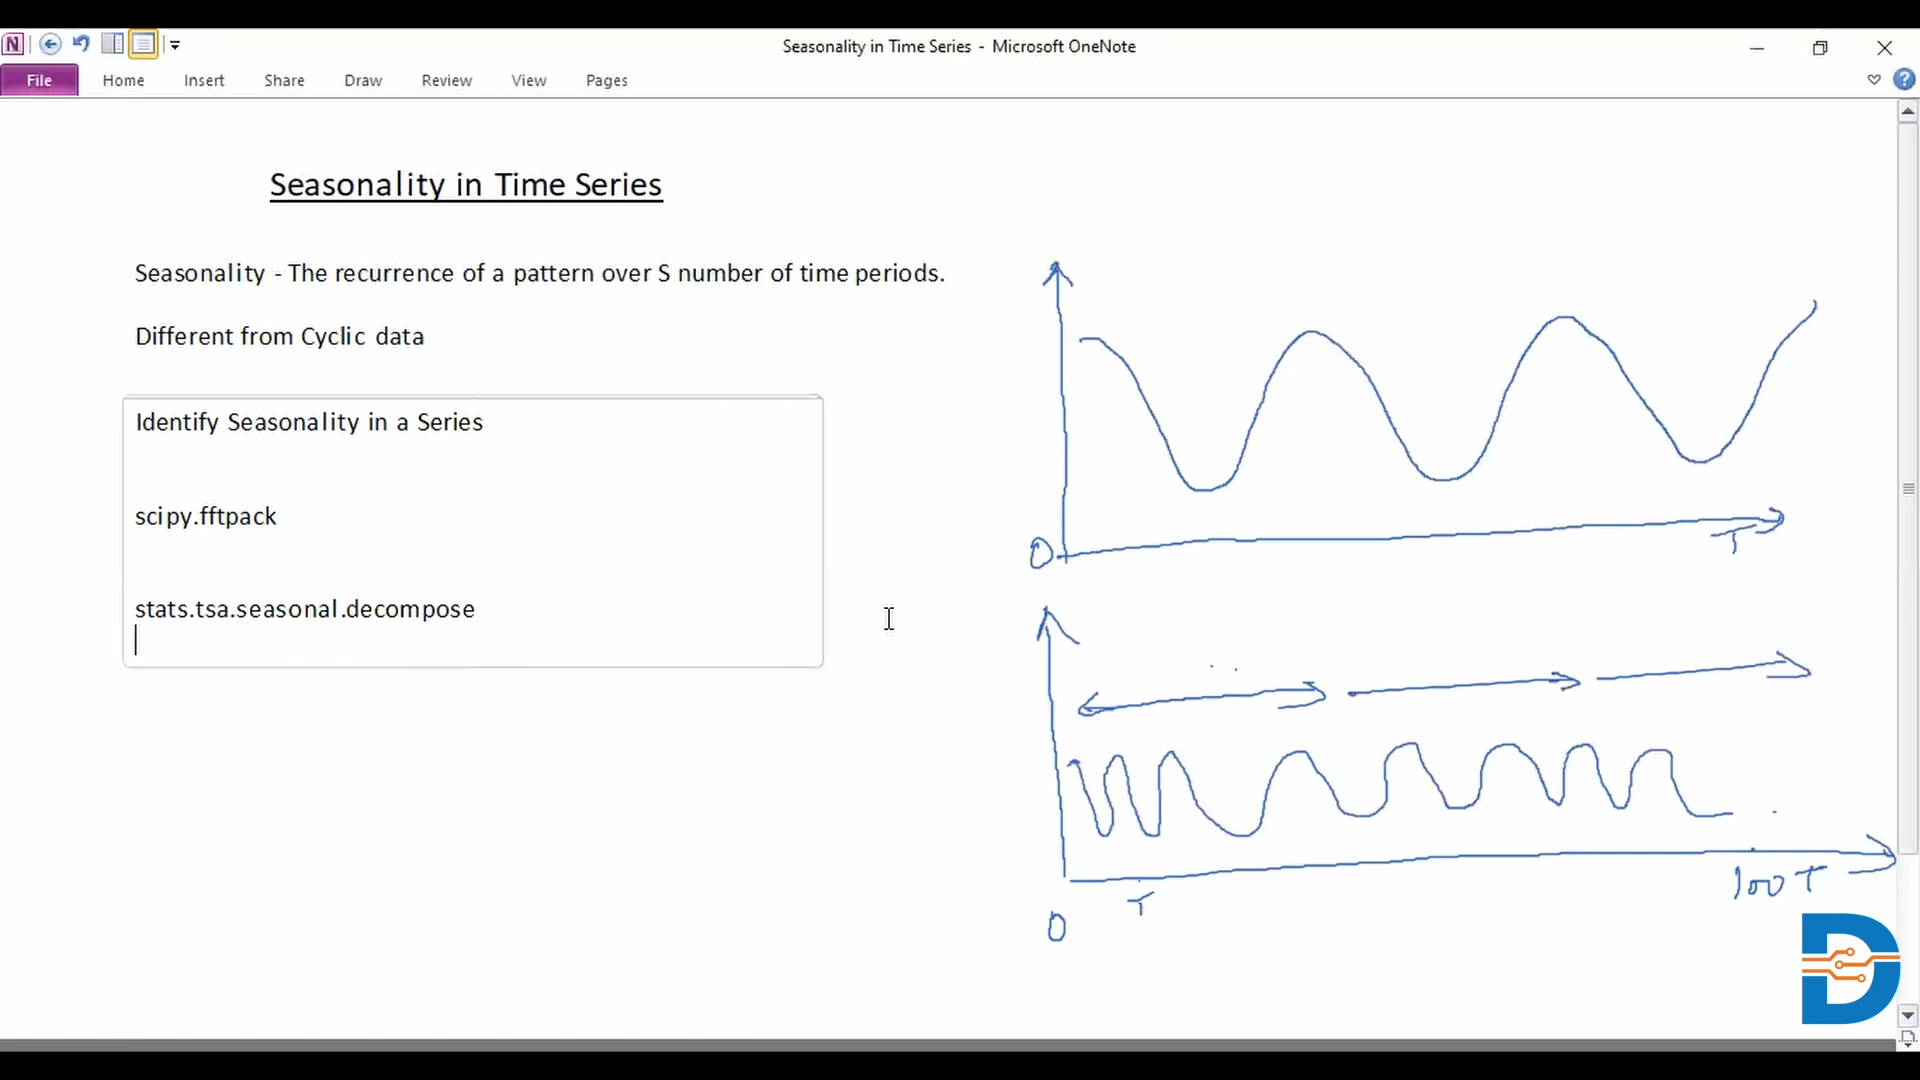 Seasonality in Time Series - Microsoft OneNote
File Home Insert Share Draw Review View Pages
Seasonality in Time Series
Seasonality - The recurrence of a pattern over S number of time periods.
Different from Cyclic data
Identify Seasonality in a Series
scipy.fftpack
stats.tsa.seasonal.decompose
0
T
T
100 T
0